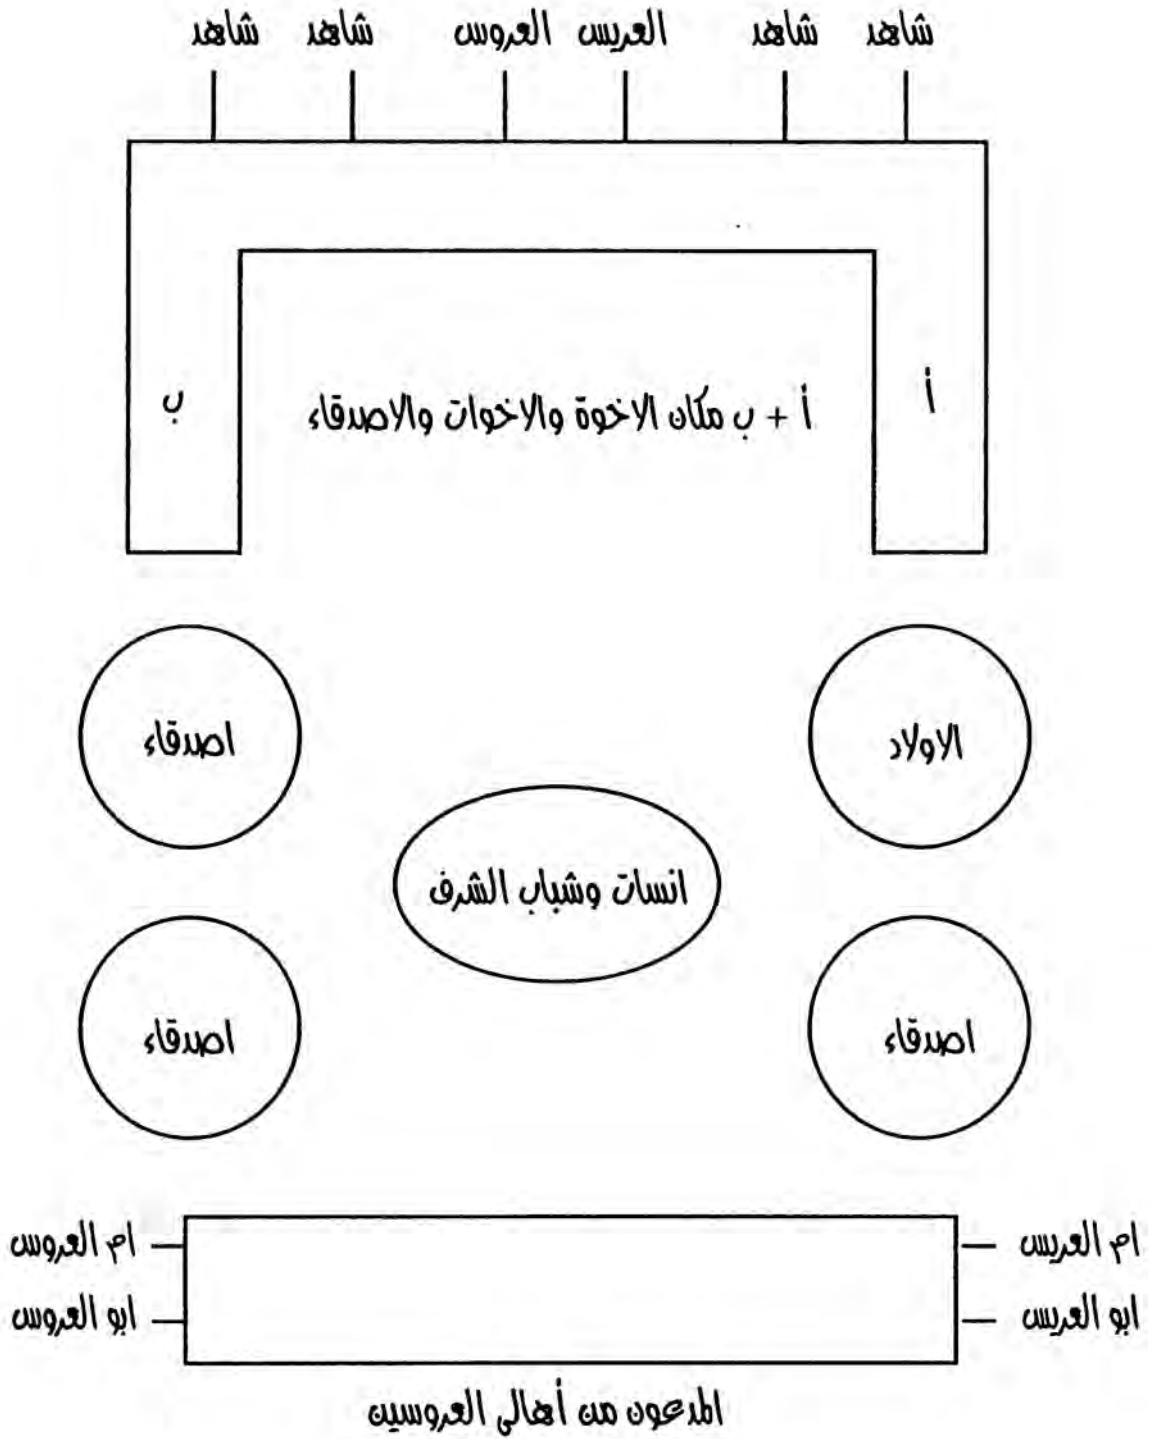 شاهد شاهد العريس العروس شاهد شاهد
أ
أ + ب مكان الاخوة والاخوات والاصدقاء
ب
الاولاد
اصدقاء
انسات وشباب الشرف
اصدقاء
اصدقاء
ام العريس
ام العروس
ابو العريس
ابو العروس
المدعون من أهالي العروسين